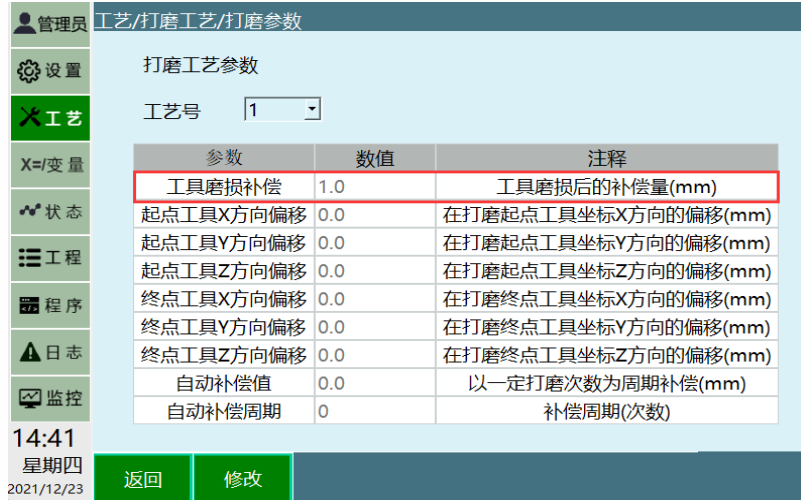 管理员
工艺/打磨工艺/打磨参数
设置
工艺
X=/变量
状态
工程
程序
日志
监控
14:41
星期四
2021/12/23
打磨工艺参数
工艺号 1
参数 数值 注释
工具磨损补偿 1.0 工具磨损后的补偿量(mm)
起点工具X方向偏移 0.0 在打磨起点工具坐标X方向的偏移(mm)
起点工具Y方向偏移 0.0 在打磨起点工具坐标Y方向的偏移(mm)
起点工具Z方向偏移 0.0 在打磨起点工具坐标Z方向的偏移(mm)
终点工具X方向偏移 0.0 在打磨终点工具坐标X方向的偏移(mm)
终点工具Y方向偏移 0.0 在打磨终点工具坐标Y方向的偏移(mm)
终点工具Z方向偏移 0.0 在打磨终点工具坐标Z方向的偏移(mm)
自动补偿值 0.0 以一定打磨次数为周期补偿(mm)
自动补偿周期 0 补偿周期(次数)
返回 修改